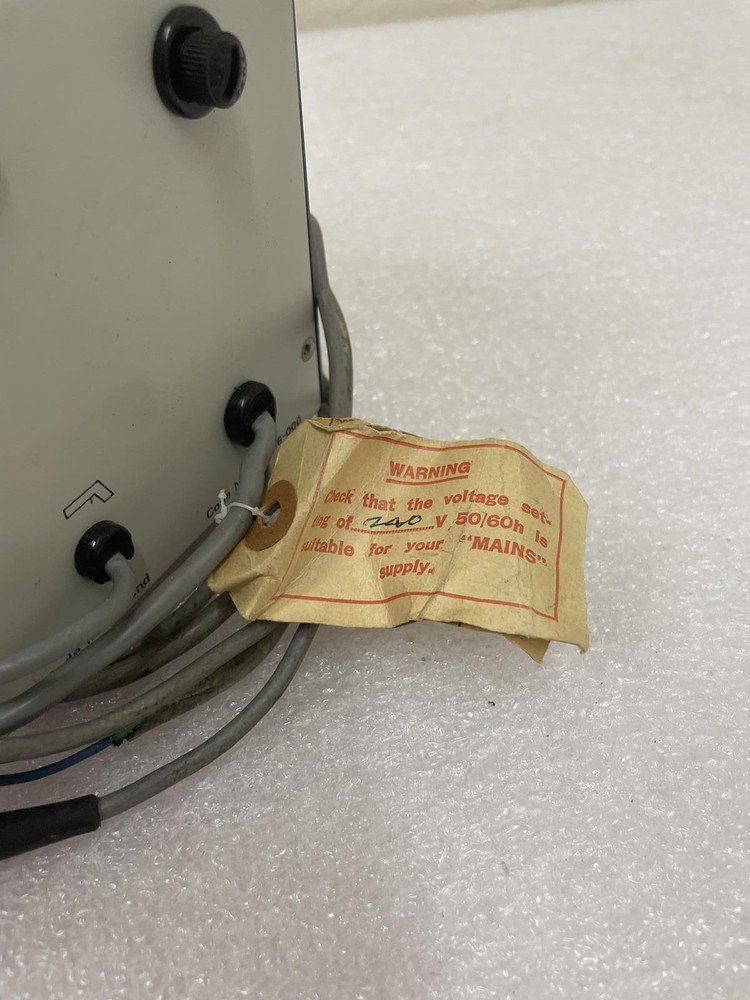 WARNING
Check that the voltage set-
ting of 240 V 50/60h is
suitable for your "MAINS"
supply.